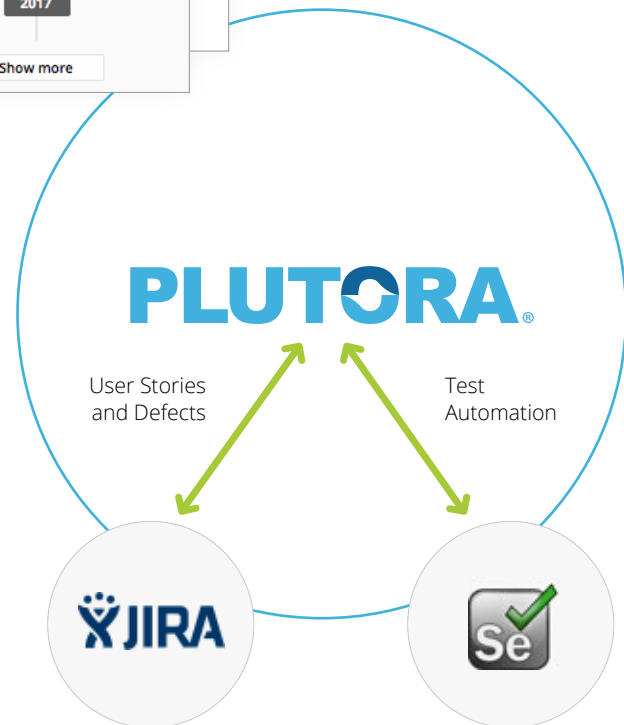 2017
Show more
PLUTORA®
User Stories
and Defects
Test
Automation
JIRA
Se